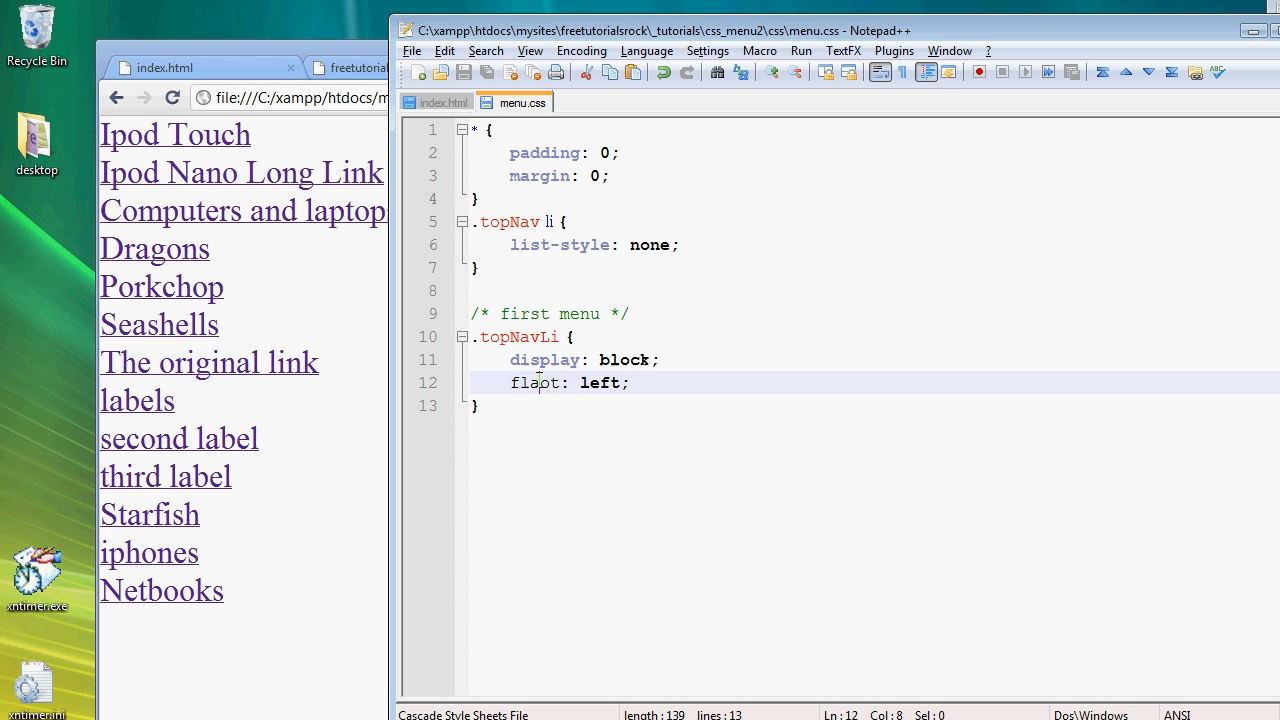 Recycle Bin
desktop
xntimer.exe
xntimer.ini
index.html
freetutorials
file:///C:/xampp/htdocs/m
Ipod Touch
Ipod Nano Long Link
Computers and laptops
Dragons
Porkchop
Seashells
The original link
labels
second label
third label
Starfish
iphones
Netbooks
C:\xampp\htdocs\mysites\freetutorialsrock\_tutorials\css_menu2\css\menu.css - Notepad++
File Edit Search View Encoding Language Settings Macro Run TextFX Plugins Window ?
index.html menu.css
1 * {
2 padding: 0;
3 margin: 0;
4 }
5 .topNav li {
6 list-style: none;
7 }
8
9 /* first menu */
10 .topNavLi {
11 display: block;
12 flaot: left;
13 }
Cascade Style Sheets File length : 139 lines : 13 Ln : 12 Col : 8 Sel : 0 Dos\Windows ANSI